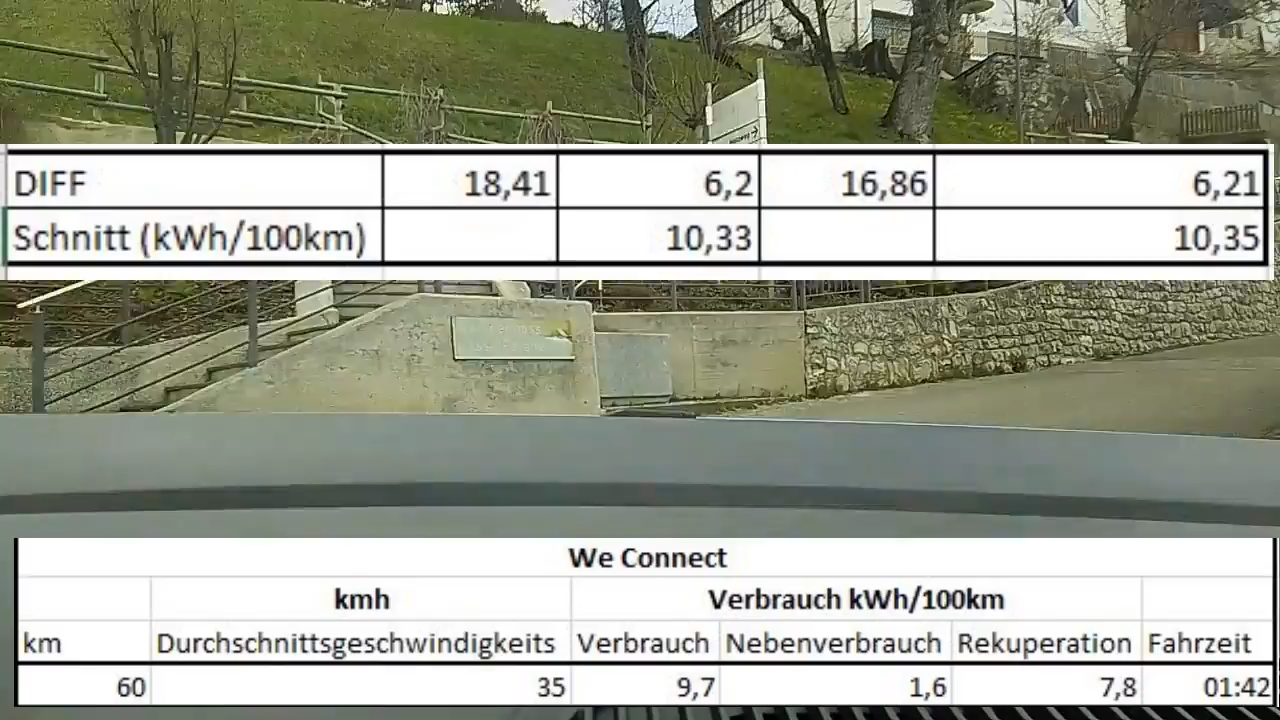 DIFF 18,41 6,2 16,86 6,21
Schnitt (kWh/100km) 10,33 10,35
We Connect
kmh Verbrauch kWh/100km
km Durchschnittsgeschwindigkeits Verbrauch Nebenverbrauch Rekuperation Fahrzeit
60 35 9,7 1,6 7,8 01:42